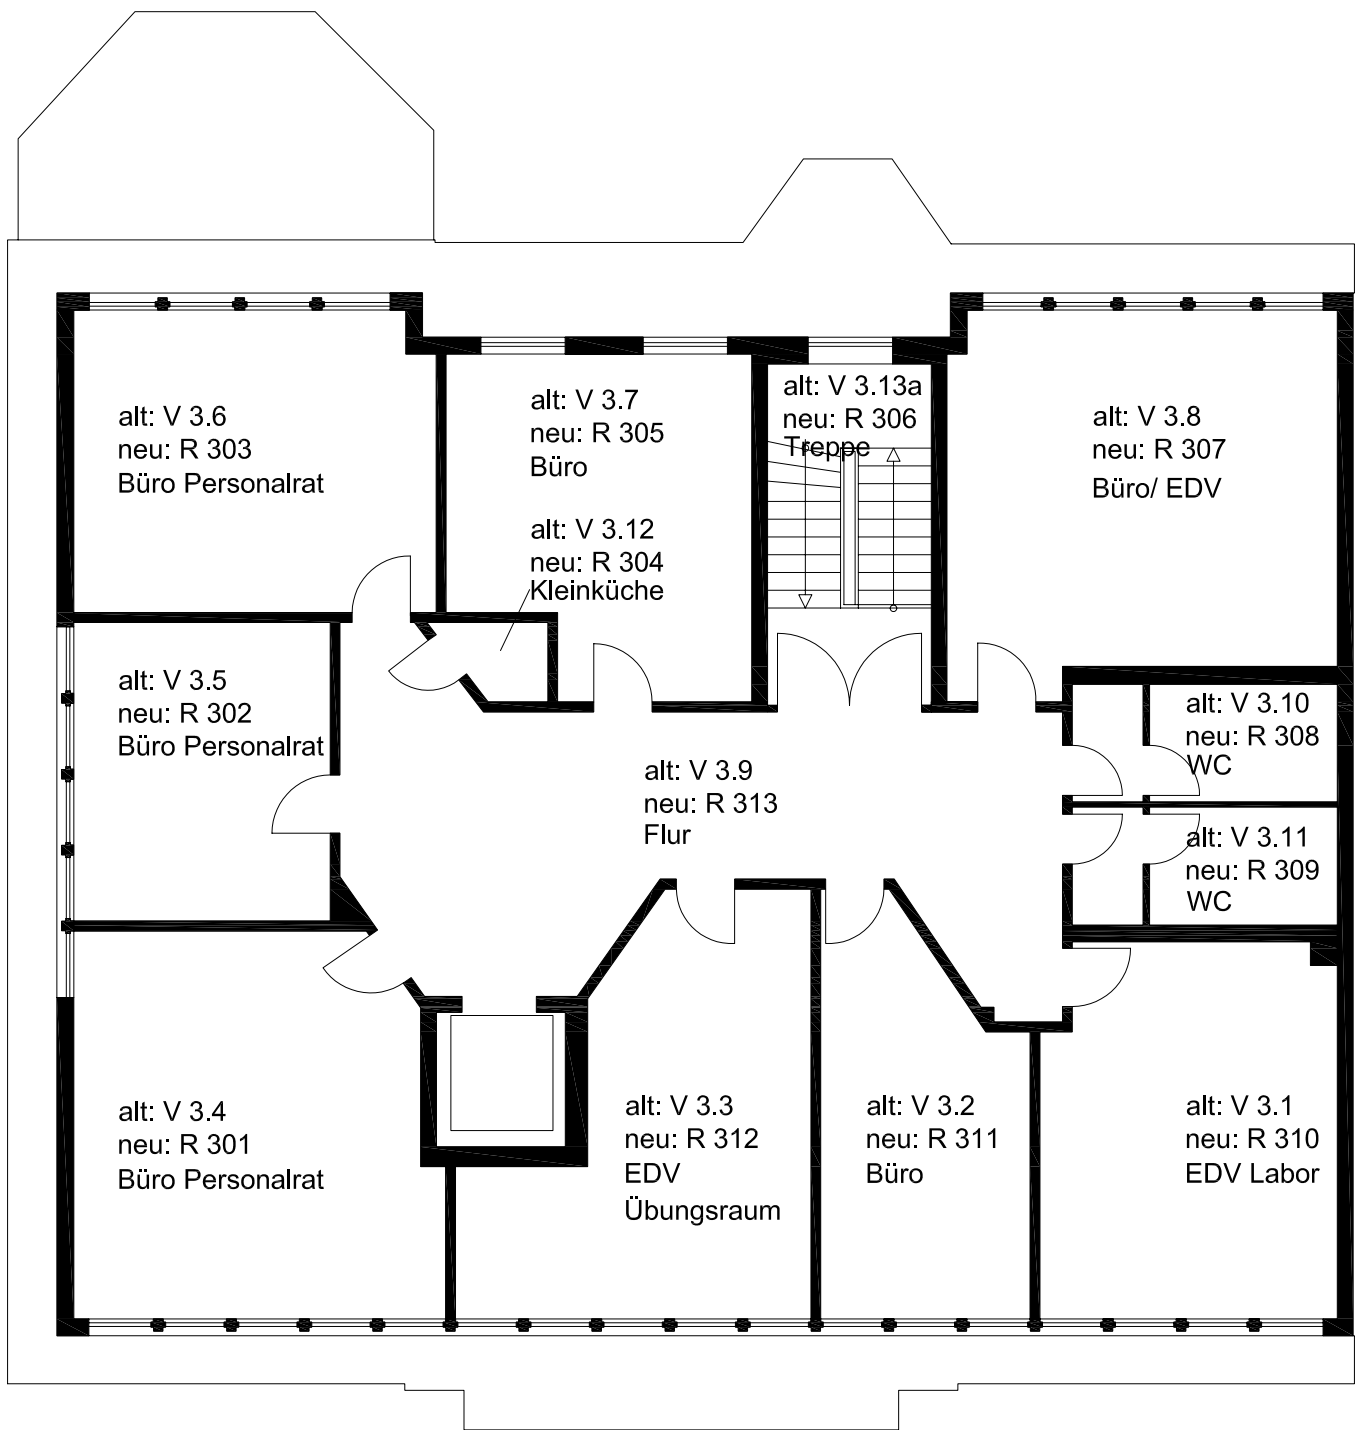 alt: V 3.6
neu: R 303
Büro Personalrat
alt: V 3.7
neu: R 305
Büro
alt: V 3.12
neu: R 304
Kleinküche
alt: V 3.13a
neu: R 306
Treppe
alt: V 3.8
neu: R 307
Büro/ EDV
alt: V 3.5
neu: R 302
Büro Personalrat
alt: V 3.9
neu: R 313
Flur
alt: V 3.10
neu: R 308
WC
alt: V 3.11
neu: R 309
WC
alt: V 3.4
neu: R 301
Büro Personalrat
alt: V 3.3
neu: R 312
EDV
Übungsraum
alt: V 3.2
neu: R 311
Büro
alt: V 3.1
neu: R 310
EDV Labor